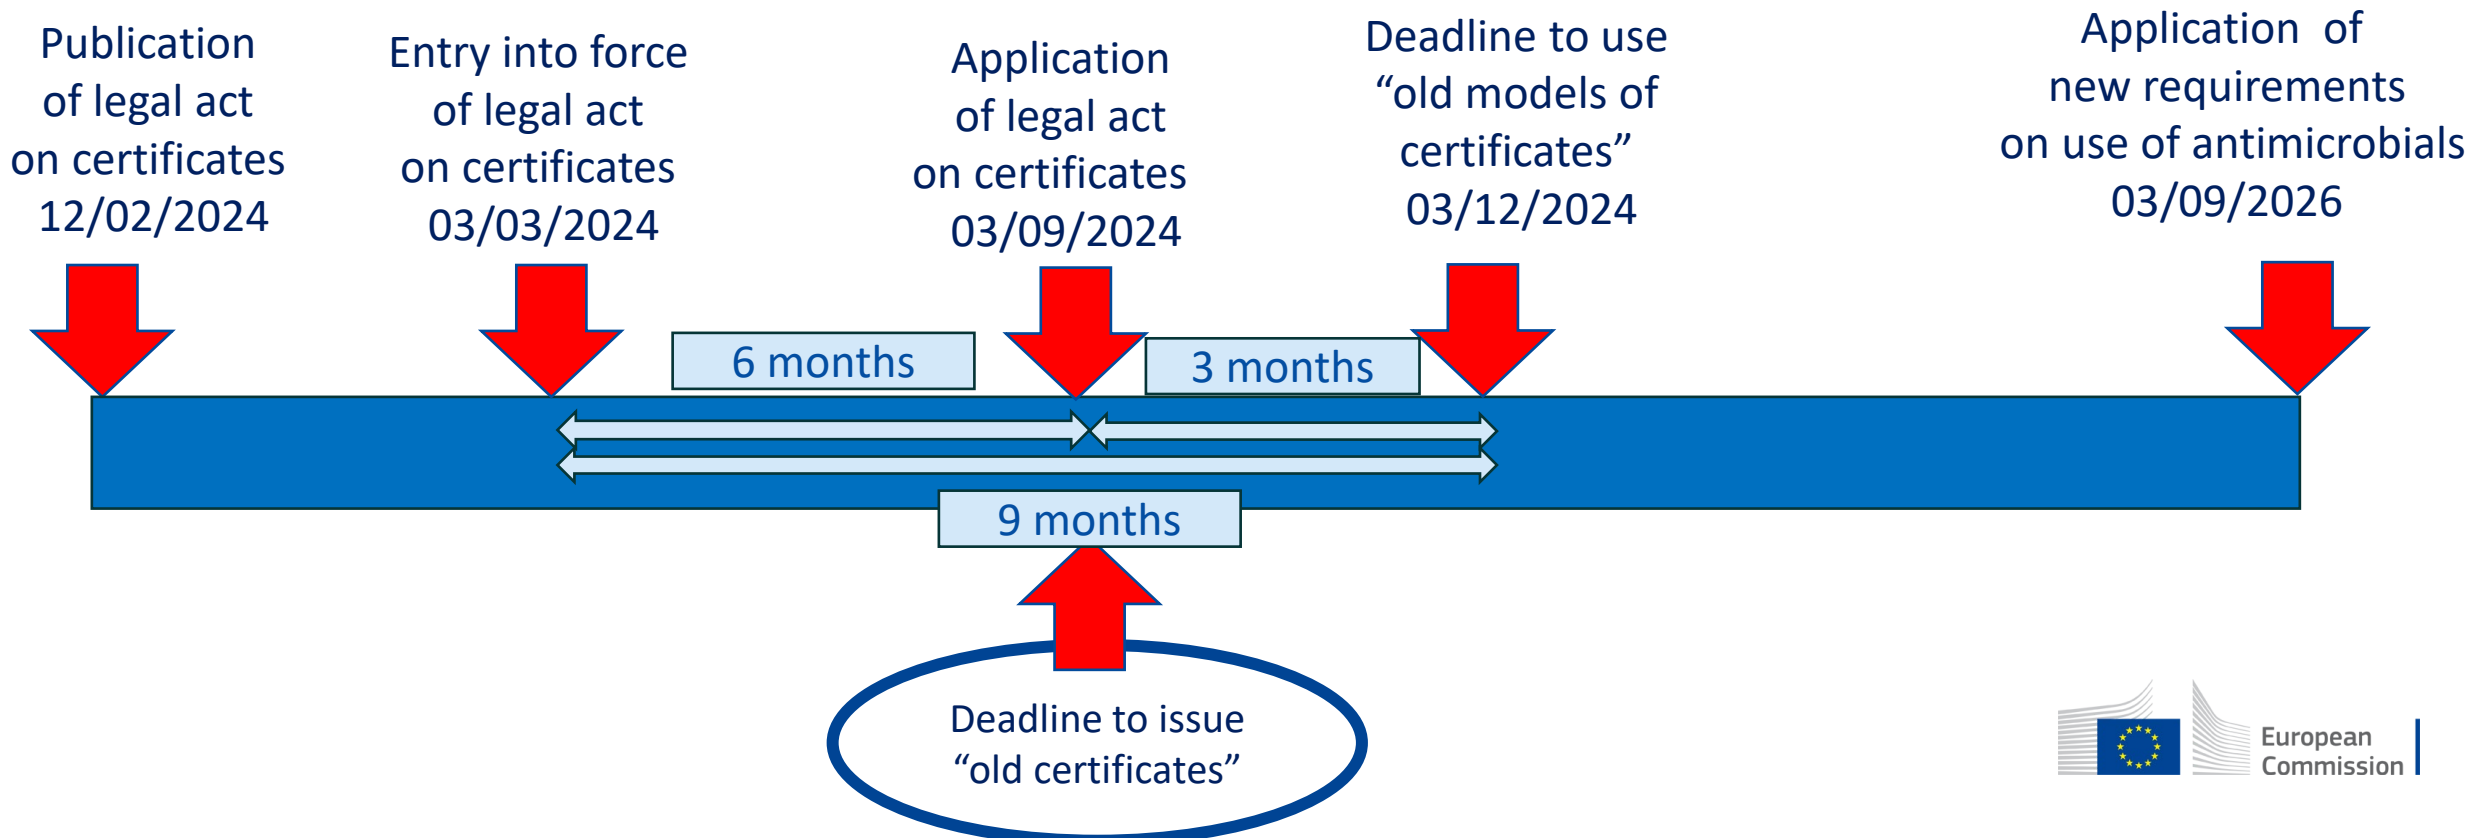 Publication
of legal act
on certificates
12/02/2024
Entry into force
of legal act
on certificates
03/03/2024
Application
of legal act
on certificates
03/09/2024
Deadline to use
“old models of
certificates”
03/12/2024
Application  of
new requirements
on use of antimicrobials
03/09/2026
6 months
3 months
9 months
Deadline to issue
“old certificates”
European
Commission